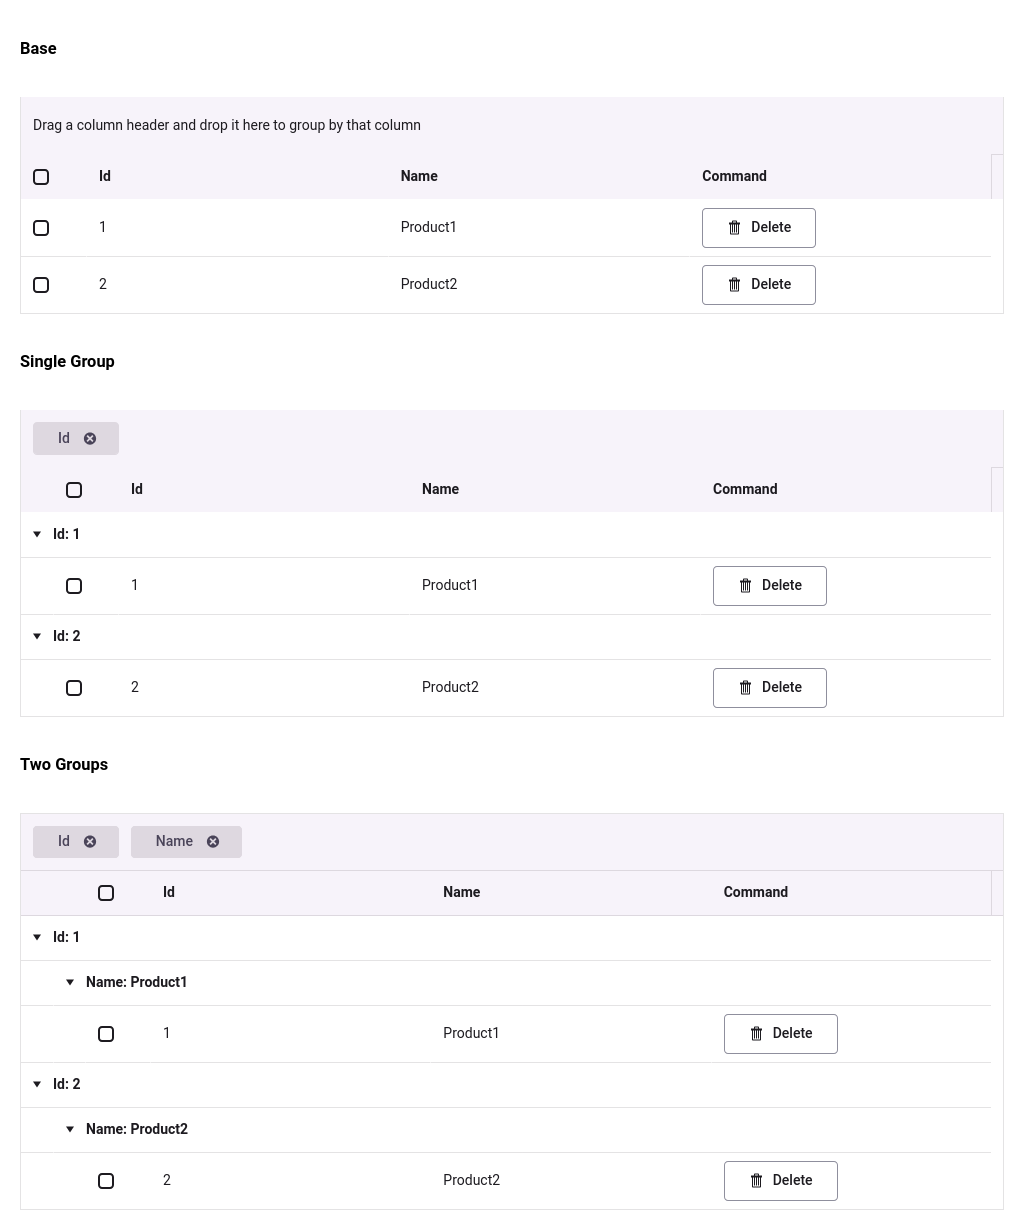 Base
Drag a column header and drop it here to group by that column
Id Name Command
1 Product1 Delete
2 Product2 Delete
Single Group
Id
Id Name Command
Id: 1
1 Product1 Delete
Id: 2
2 Product2 Delete
Two Groups
Id Name
Id Name Command
Id: 1
Name: Product1
1 Product1 Delete
Id: 2
Name: Product2
2 Product2 Delete